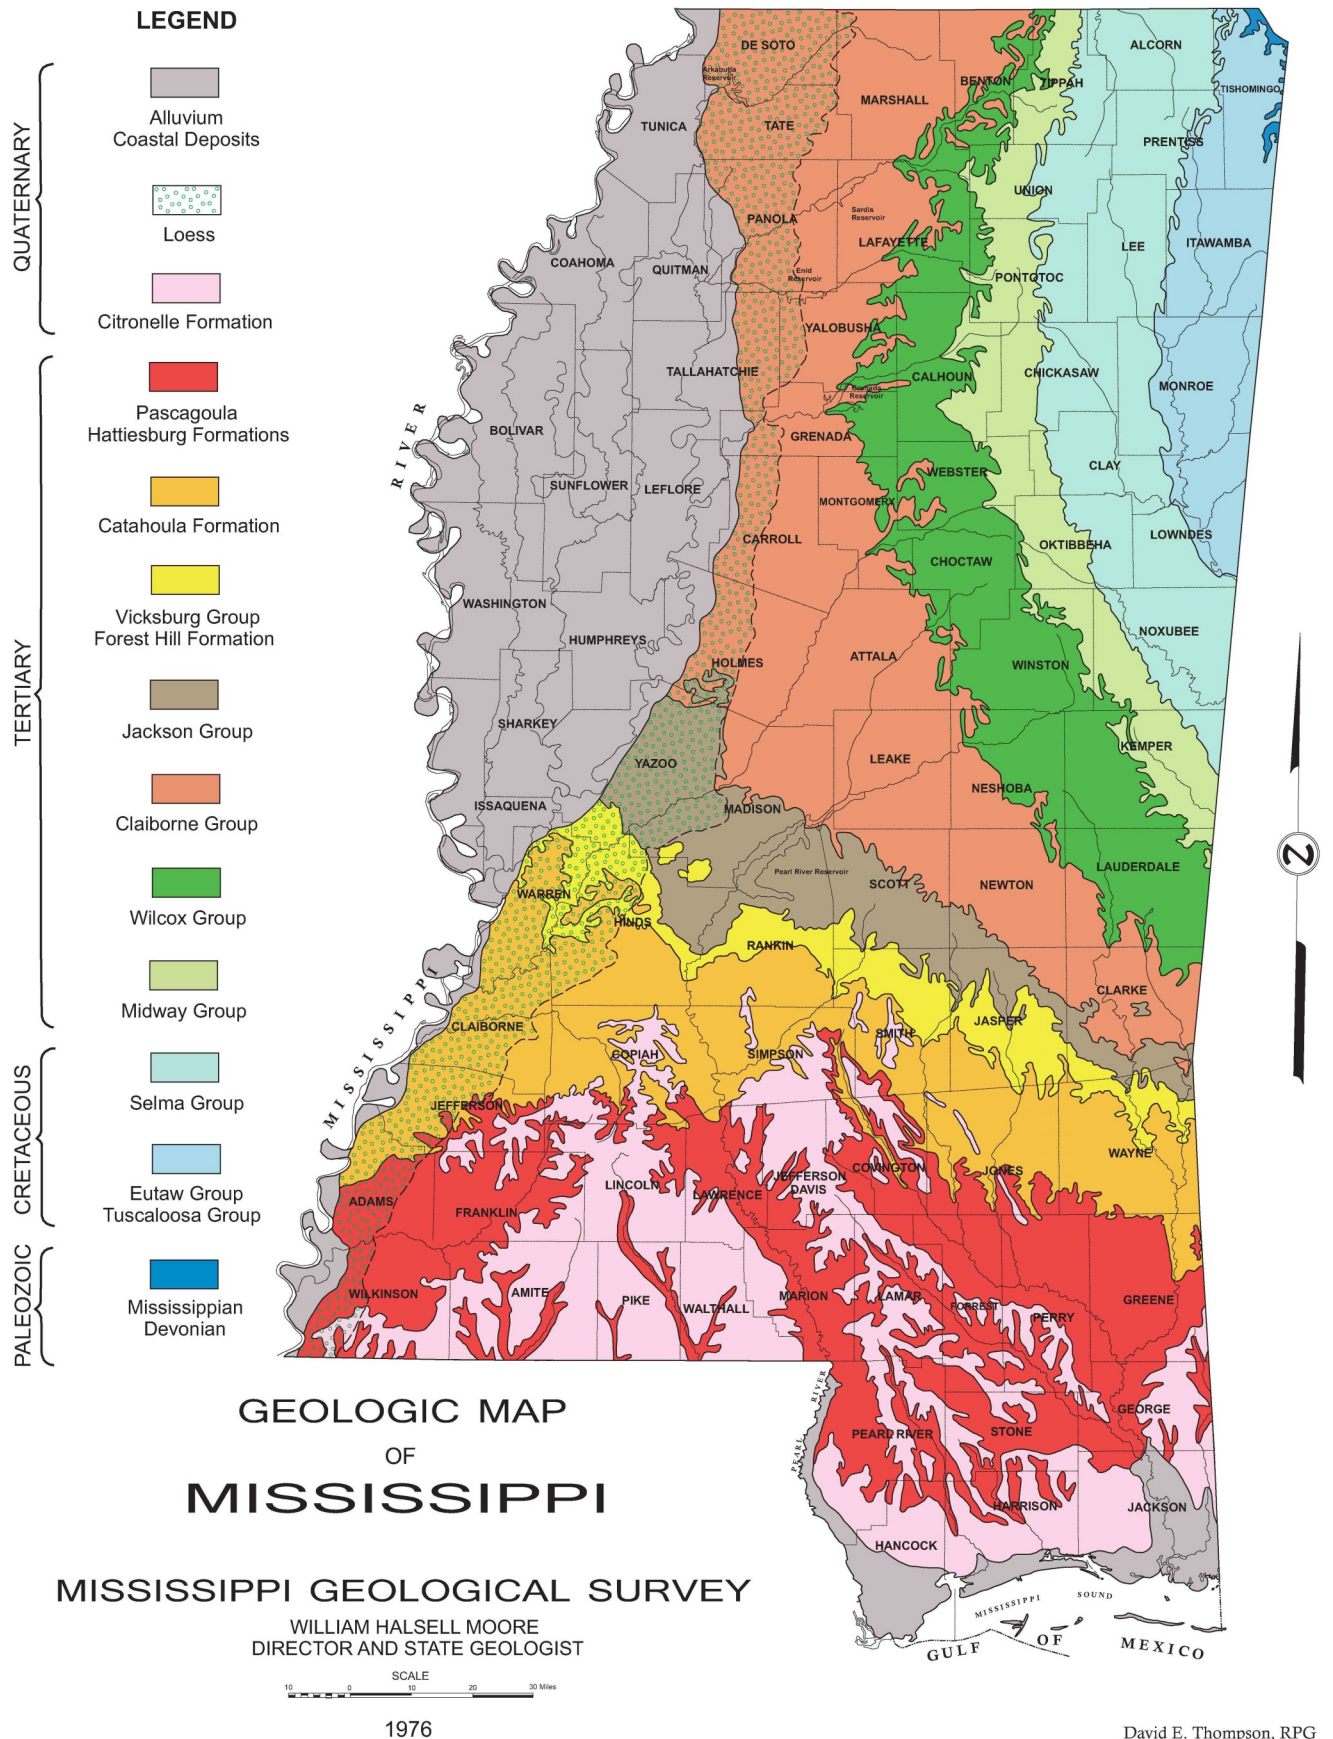 LEGEND
QUATERNARY
Alluvium
Coastal Deposits
Loess
Citronelle Formation
TERTIARY
Pascagoula
Hattiesburg Formations
Catahoula Formation
Vicksburg Group
Forest Hill Formation
Jackson Group
Claiborne Group
Wilcox Group
Midway Group
CRETACEOUS
Selma Group
Eutaw Group
Tuscaloosa Group
PALEOZOIC
Mississippian
Devonian
DE SOTO
ALCORN
Arkabutla
Reservoir
BENTON
TIPPAH
TISHOMINGO
MARSHALL
TUNICA
TATE
PRENTISS
UNION
PANOLA
Sardis
Reservoir
LAFAYETTE
LEE
ITAWAMBA
COAHOMA
QUITMAN
Enid
Reservoir
PONTOTOC
YALOBUSHA
TALLAHATCHIE
CALHOUN
CHICKASAW
MONROE
Grenada
Reservoir
RIVER
BOLIVAR
GRENADA
CLAY
WEBSTER
SUNFLOWER
LEFLORE
MONTGOMERY
CARROLL
OKTIBBEHA
LOWNDES
CHOCTAW
WASHINGTON
HUMPHREYS
NOXUBEE
HOLMES
ATTALA
WINSTON
SHARKEY
KEMPER
YAZOO
LEAKE
NESHOBA
ISSAQUENA
MADISON
LAUDERDALE
Pearl River Reservoir
SCOTT
NEWTON
WARREN
HINDS
RANKIN
MISSISSIPPI
CLARKE
CLAIBORNE
JASPER
SMITH
COPIAH
SIMPSON
JEFFERSON
WAYNE
COVINGTON
JONES
JEFFERSON
DAVIS
LINCOLN
LAWRENCE
ADAMS
FRANKLIN
WILKINSON
AMITE
PIKE
WALTHALL
MARION
LAMAR
FORREST
PERRY
GREENE
PEARL RIVER
GEORGE
PEARL RIVER
STONE
HARRISON
JACKSON
HANCOCK
MISSISSIPPI SOUND
GULF OF MEXICO
N
GEOLOGIC MAP
OF
MISSISSIPPI
MISSISSIPPI GEOLOGICAL SURVEY
WILLIAM HALSELL MOORE
DIRECTOR AND STATE GEOLOGIST
SCALE
10 0 10 20 30 Miles
1976
David E. Thompson, RPG